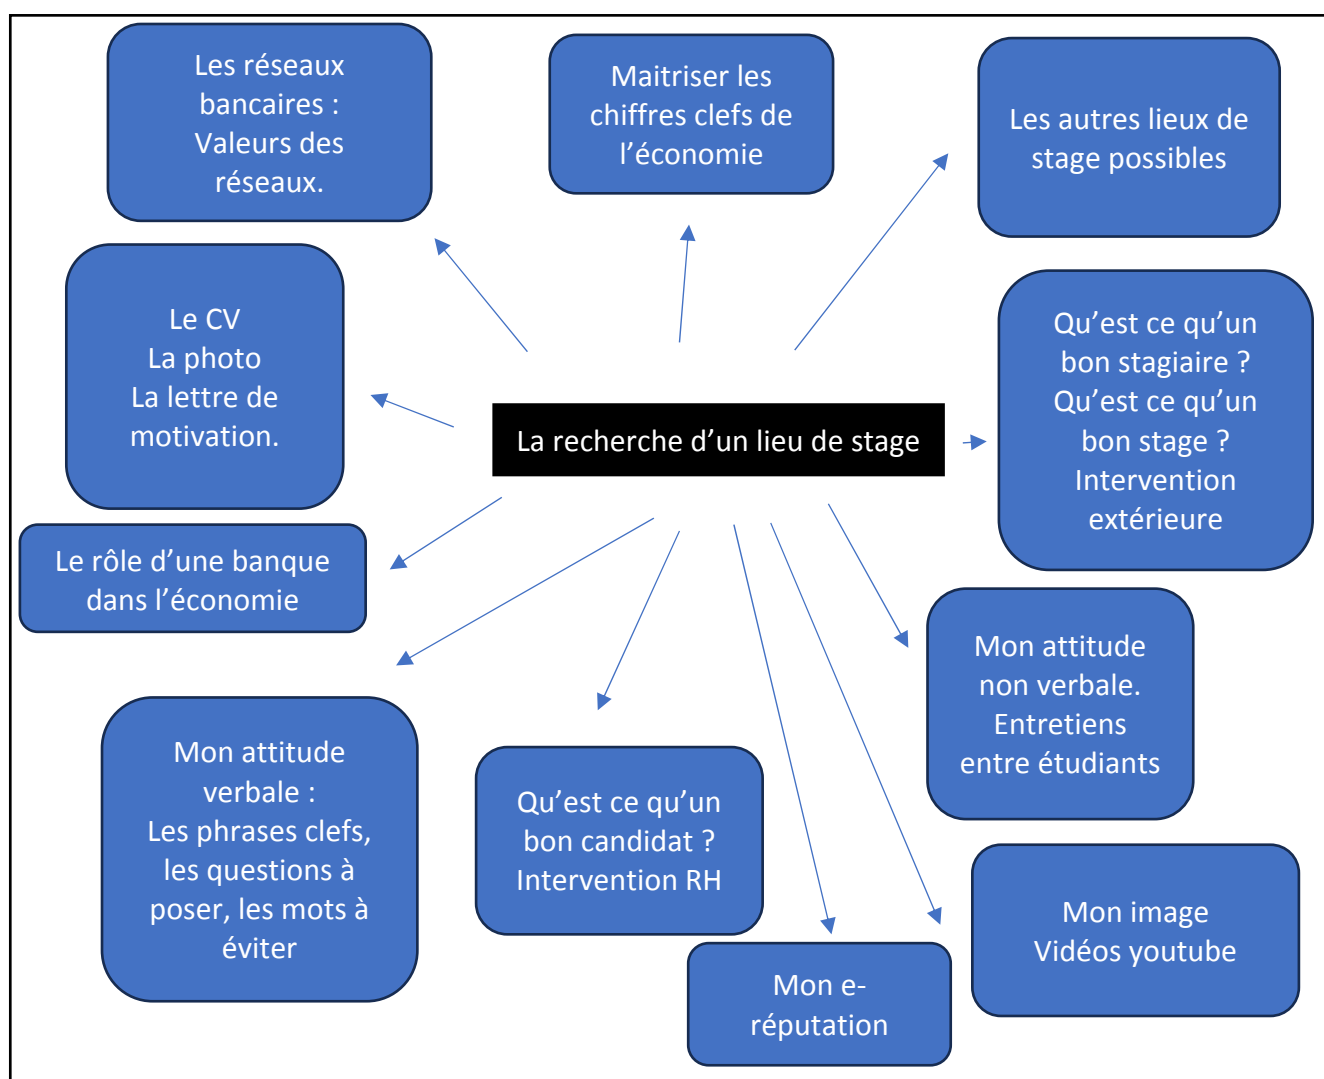 Les réseaux
bancaires :
Valeurs des
réseaux.
Maitriser les
chiffres clefs de
l’économie
Les autres lieux de
stage possibles
Le CV
La photo
La lettre de
motivation.
Qu’est ce qu’un
bon stagiaire ?
Qu’est ce qu’un
bon stage ?
Intervention
extérieure
La recherche d’un lieu de stage
Le rôle d’une banque
dans l’économie
Mon attitude
non verbale.
Entretiens
entre étudiants
Mon attitude
verbale :
Les phrases clefs,
les questions à
poser, les mots à
éviter
Qu’est ce qu’un
bon candidat ?
Intervention RH
Mon image
Vidéos youtube
Mon e-
réputation